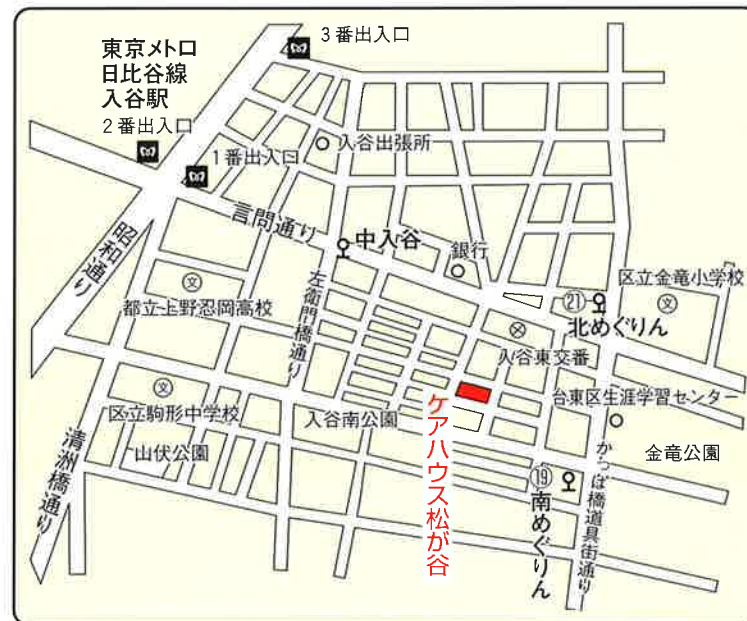 3番出入口
東京メトロ
日比谷線
入谷駅
2番出入口
1番出入口
入谷出張所
言問通り
昭和通り
中入谷
銀行
区立金竜小学校
文
㉑
北めぐりん
文
都立上野忍岡高校
左衛門橋通り
入谷東交番
台東区生涯学習センター
文
区立駒形中学校
入谷南公園
ケアハウス松が谷
金竜公園
山伏公園
清洲橋通り
⑲
南めぐりん
かっぱ橋道具街通り